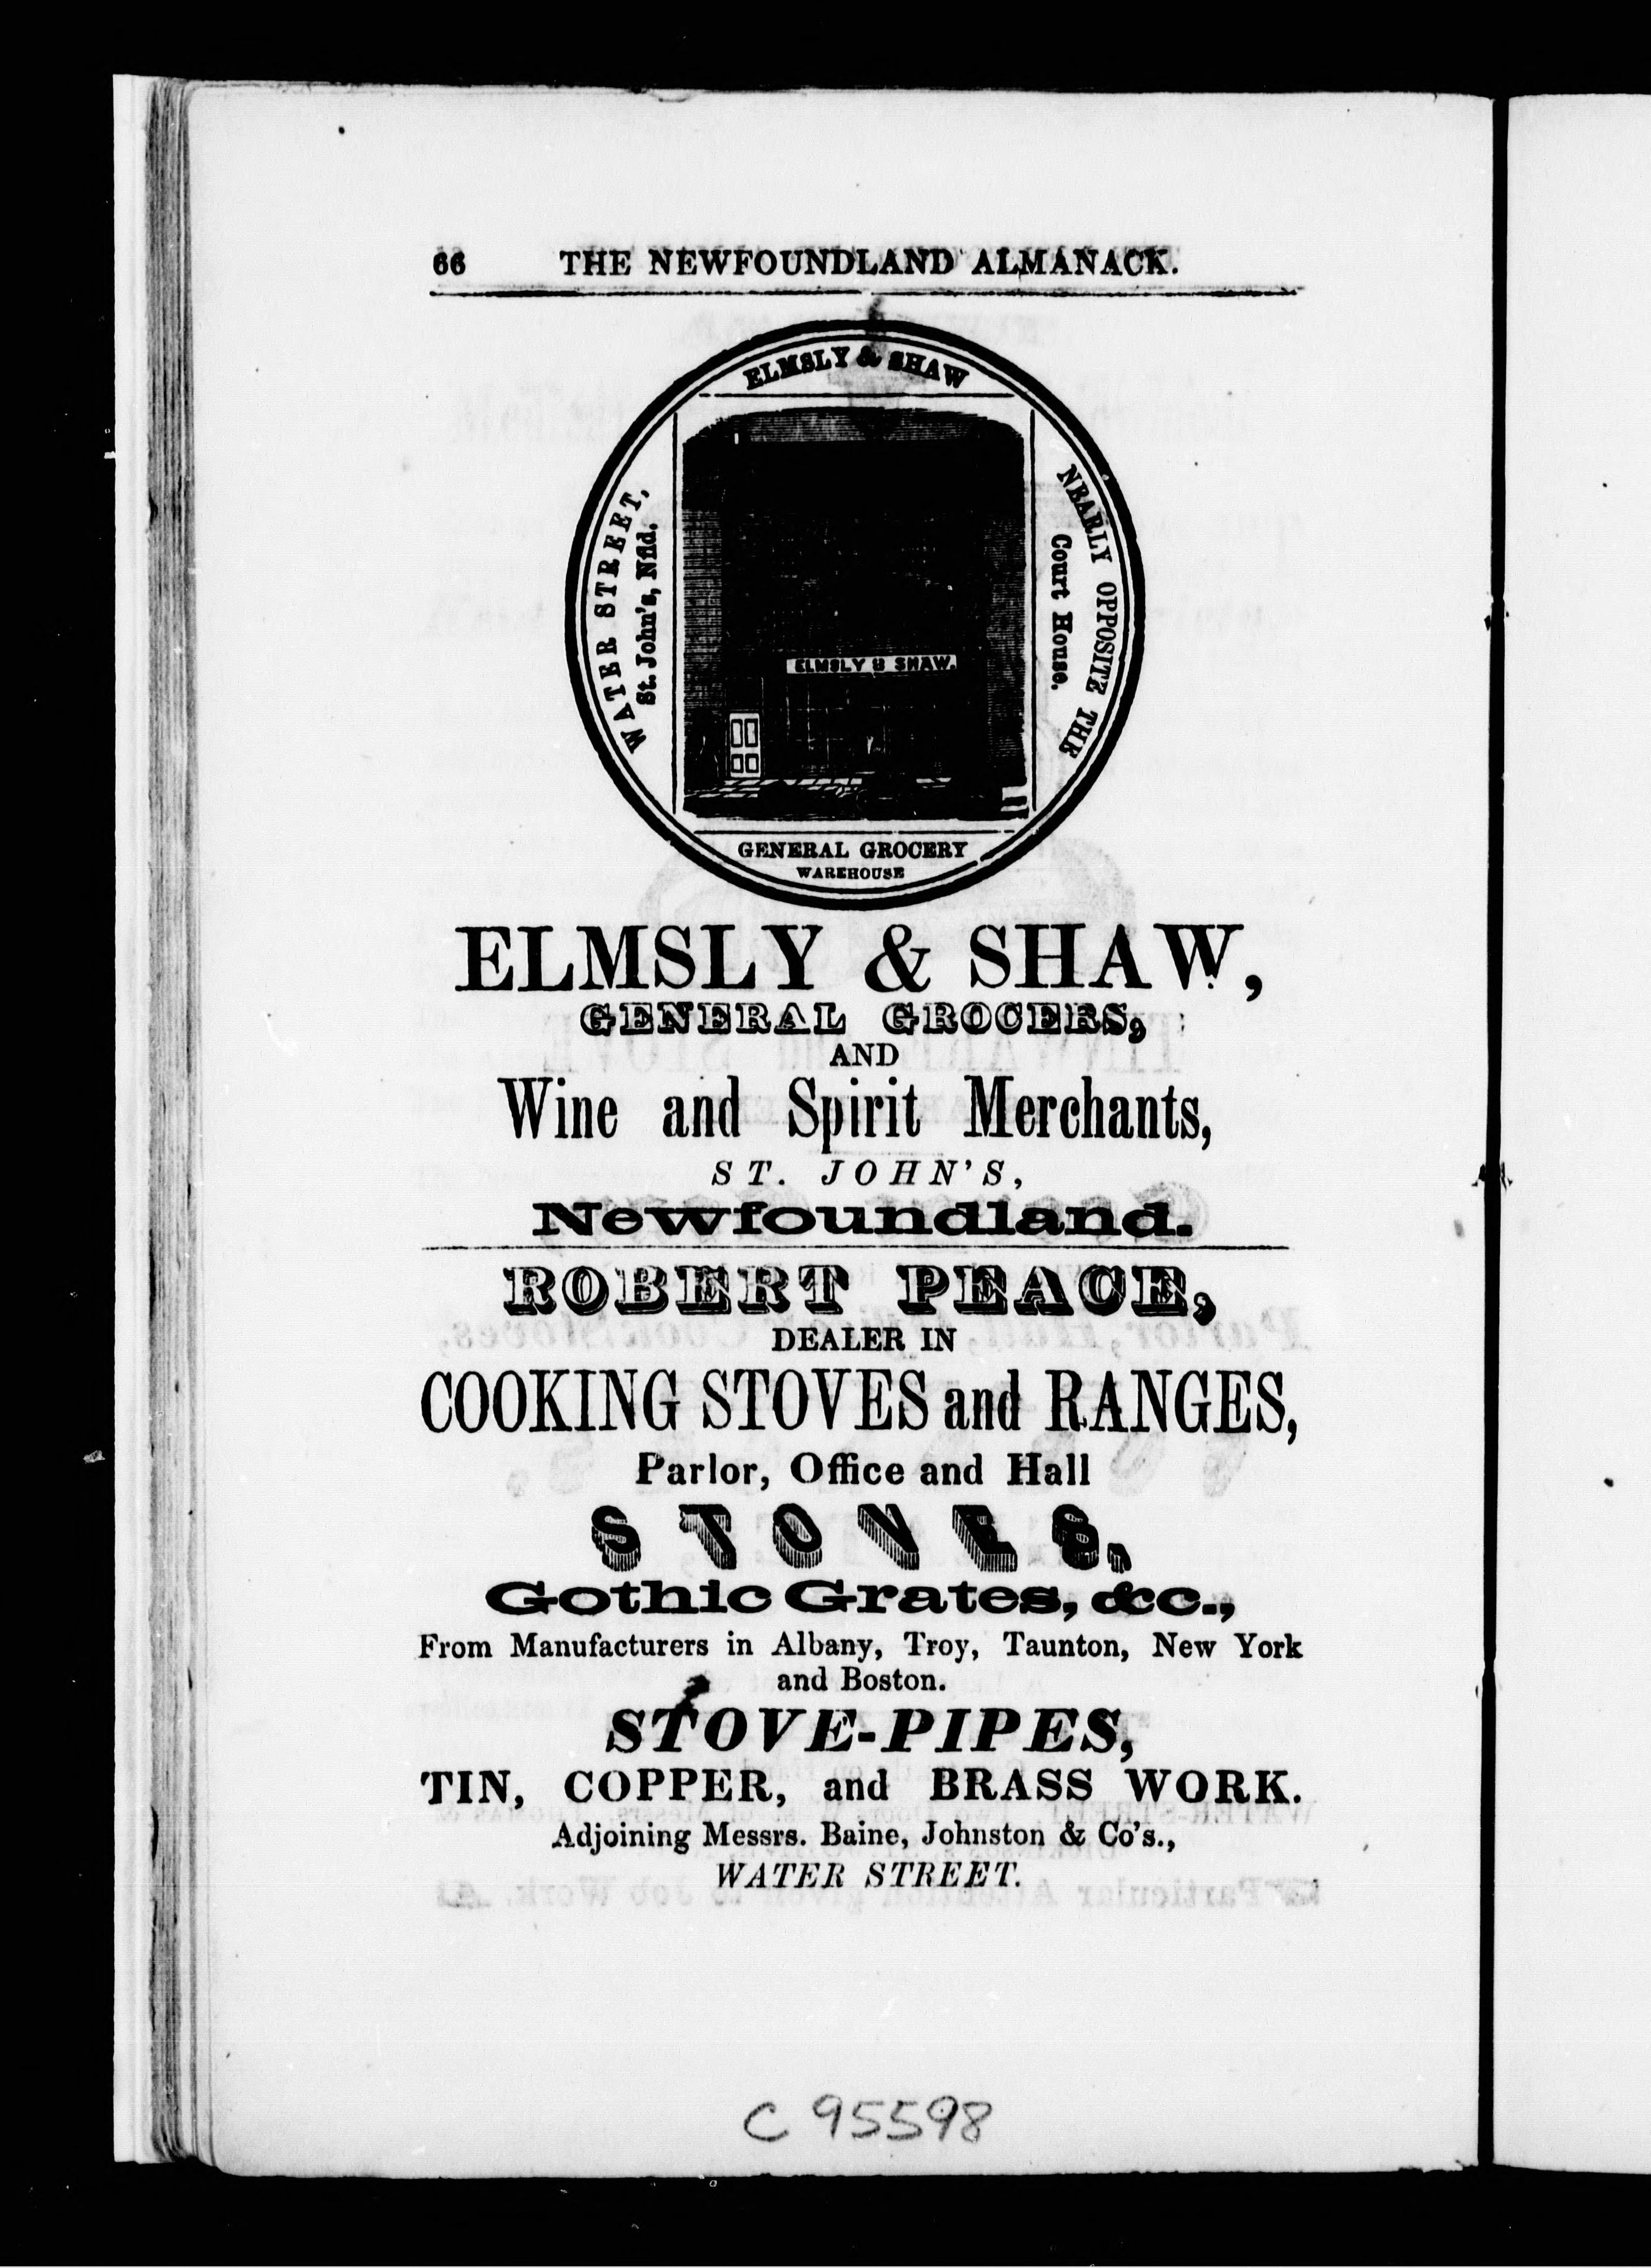 66 THE NEWFOUNDLAND ALMANACK.
ELMSLY & SHAW
WATER STREET,
St. John's, Nfld.
NEARLY OPPOSITE THE
Court House.
ELMSLY & SHAW.
GENERAL GROCERY
WAREHOUSE
ELMSLY & SHAW,
GENERAL GROCERS,
AND
Wine and Spirit Merchants,
ST. JOHN'S,
Newfoundland.
ROBERT PEACE,
DEALER IN
COOKING STOVES and RANGES,
Parlor, Office and Hall
STOVES,
Gothic Grates, &c.,
From Manufacturers in Albany, Troy, Taunton, New York
and Boston.
STOVE-PIPES,
TIN, COPPER, and BRASS WORK.
Adjoining Messrs. Baine, Johnston & Co's.,
WATER STREET.
C 95598